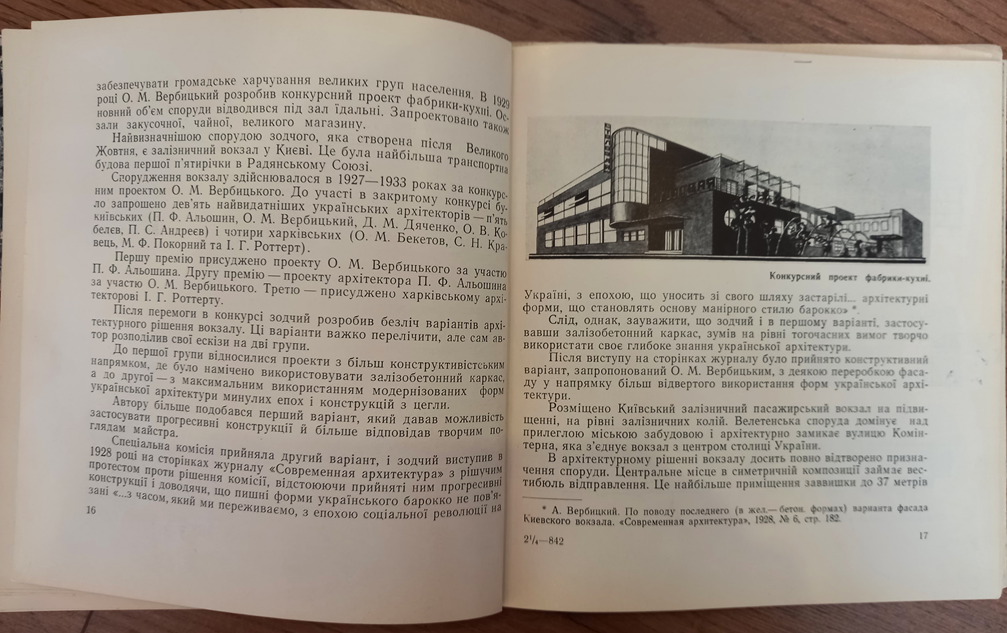 забезпечувати громадське харчування великих груп населення. В 1929
році О. М. Вербицький розробив конкурсний проект фабрики-кухні. Ос-
новний об'єм споруди відводився під зал їдальні. Запроектовано також
зали закусочної, чайної, великого магазину.
Найвизначнішою спорудою зодчого, яка створена після Великого
Жовтня, є залізничний вокзал у Києві. Це була найбільша транспортна
будова першої п'ятирічки в Радянському Союзі.
Спорудження вокзалу здійснювалося в 1927—1933 роках за конкурс-
ним проектом О. М. Вербицького. До участі в закритому конкурсі бу-
ло запрошено дев'ять найвидатніших українських архітекторів — п'ять
київських (П. Ф. Альошин, О. М. Вербицький, Д. М. Дяченко, О. В. Ко-
белєв, П. С. Андреєв) і чотири харківських (О. М. Бекетов, С. Н. Кра-
вець, М. Ф. Покорний та І. Г. Роттерт).
Першу премію присуджено проекту О. М. Вербицького за участю
П. Ф. Альошина. Другу премію — проекту архітектора П. Ф. Альошина
за участю О. М. Вербицького. Третю — присуджено харківському архі-
текторові І. Г. Роттерту.
Після перемоги в конкурсі зодчий розробив безліч варіантів архі-
тектурного рішення вокзалу. Ці варіанти важко перелічити, але сам ав-
тор розподілив свої ескізи на дві групи.
До першої групи відносилися проекти з більш конструктивістським
напрямком, де було намічено використовувати залізобетонний каркас,
а до другої — з максимальним використанням модернізованих форм
української архітектури минулих епох і конструкцій з цегли.
Автору більше подобався перший варіант, який давав можливість
застосувати прогресивні конструкції й більше відповідав творчим по-
глядам майстра.
Спеціальна комісія прийняла другий варіант, і зодчий виступив в
1928 році на сторінках журналу «Современная архитектура» з рішучим
протестом проти рішення комісії, відстоюючи прийняті ним прогресивні
конструкції і доводячи, що пишні форми українського барокко не пов'я-
зані «...з часом, який ми переживаємо, з епохою соціальної революції на
16
Конкурсний проект фабрики-кухні.
Україні, з епохою, що уносить зі свого шляху застарілі... архітектурні
форми, що становлять основу манірного стилю барокко» *.
Слід, однак, зауважити, що зодчий і в першому варіанті, застосу-
вавши залізобетонний каркас, зумів на рівні тогочасних вимог творчо
використати своє глибоке знання української архітектури.
Після виступу на сторінках журналу було прийнято конструктивний
варіант, запропонований О. М. Вербицьким, з деякою переробкою фаса-
ду у напрямку більш відвертого використання форм української архі-
тектури.
Розміщено Київський залізничний пасажирський вокзал на підви-
щенні, на рівні залізничних колій. Велетенська споруда домінує над
прилеглою міською забудовою і архітектурно замикає вулицю Комін-
терна, яка з'єднує вокзал з центром столиці України.
В архітектурному рішенні вокзалу досить повно відтворено призна-
чення споруди. Центральне місце в симетричній композиції займає вес-
тибюль відправлення. Це найбільше приміщення заввишки до 37 метрів
* А. Вербицкий. По поводу последнего (в жел.— бетон. формах) варианта фасада
Киевского вокзала. «Современная архитектура», 1928, № 6, стр. 182.
2¹/₄—842
17